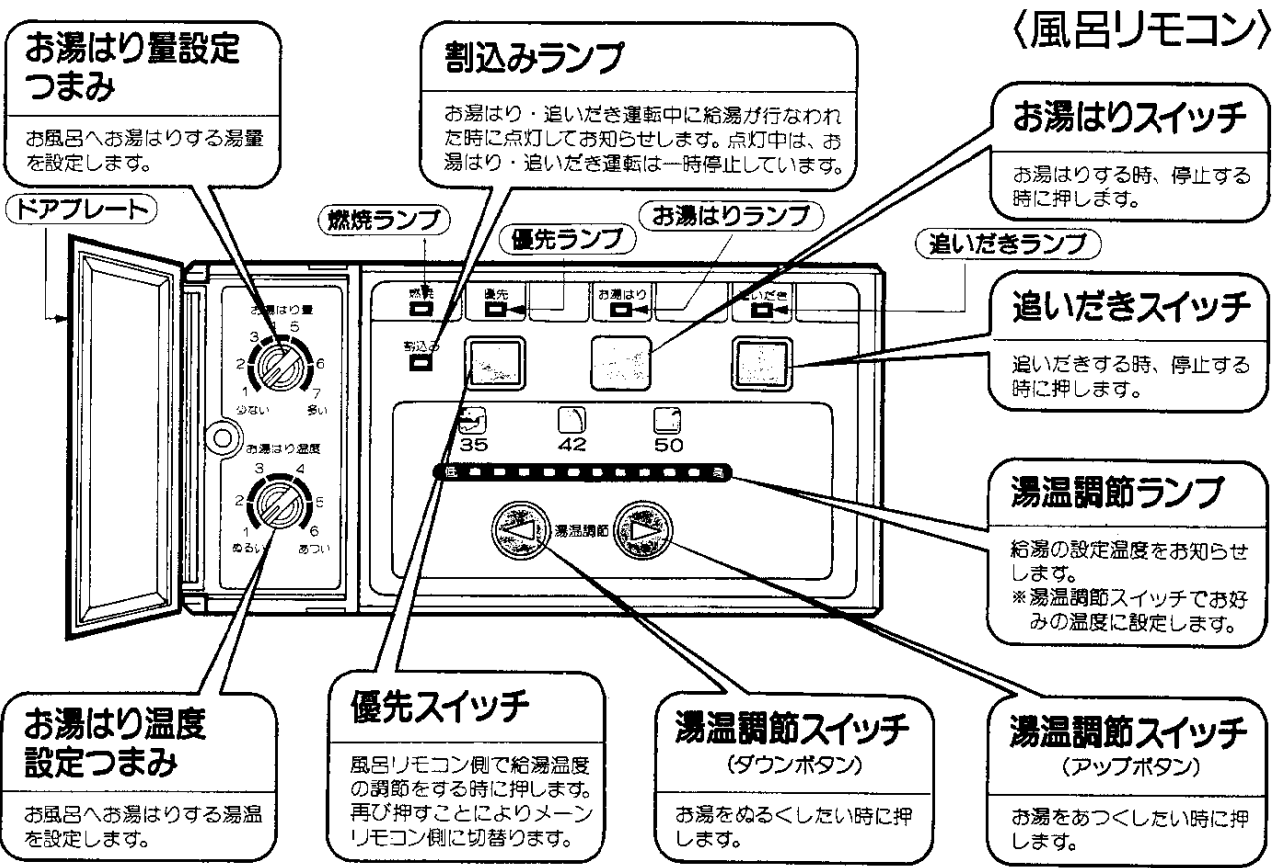 〈風呂リモコン〉
お湯はり量設定
つまみ
お風呂へお湯はりする湯量
を設定します。
割込みランプ
お湯はり・追いだき運転中に給湯が行なわれ
た時に点灯してお知らせします。点灯中は、お
湯はり・追いだき運転は一時停止しています。
お湯はりスイッチ
お湯はりする時、停止する
時に押します。
ドアプレート
燃焼ランプ
優先ランプ
お湯はりランプ
追いだきランプ
追いだきスイッチ
追いだきする時、停止する
時に押します。
燃焼
優先
お湯はり
追いだき
割込み
お湯はり量
3 4 5
2 6
1 7
少ない 多い
お湯はり温度
3 4
2 5
1 6
ぬるい あつい
35 42 50
低 高
湯温調節
湯温調節ランプ
給湯の設定温度をお知らせ
します。
※湯温調節スイッチでお好
みの温度に設定します。
お湯はり温度
設定つまみ
お風呂へお湯はりする湯温
を設定します。
優先スイッチ
風呂リモコン側で給湯温度
の調節をする時に押します。
再び押すことによりメーン
リモコン側に切替ります。
湯温調節スイッチ
(ダウンボタン)
お湯をぬるくしたい時に押
します。
湯温調節スイッチ
(アップボタン)
お湯をあつくしたい時に押
します。